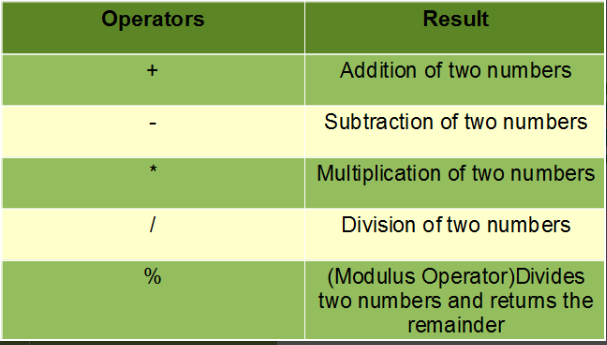 Operators Result
+ Addition of two numbers
- Subtraction of two numbers
* Multiplication of two numbers
/ Division of two numbers
% (Modulus Operator)Divides
two numbers and returns the
remainder